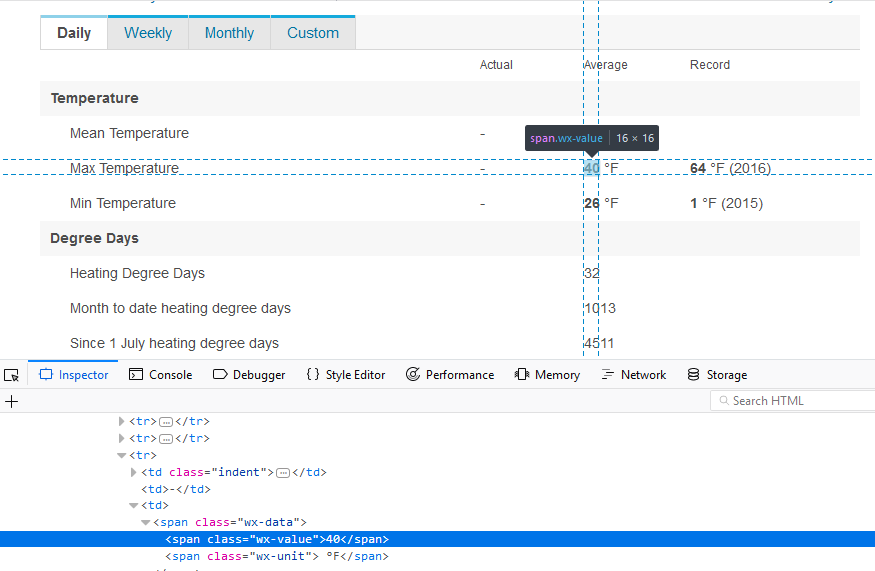 Daily Weekly Monthly Custom
Actual Average Record
Temperature
Mean Temperature -
span.wx-value 16 × 16
Max Temperature - 40 °F 64 °F (2016)
Min Temperature - 26 °F 1 °F (2015)
Degree Days
Heating Degree Days 32
Month to date heating degree days 1013
Since 1 July heating degree days 4511
Inspector Console Debugger {} Style Editor Performance Memory Network Storage
+ Search HTML
<tr>…</tr>
<tr>…</tr>
<tr>
<td class="indent">…</td>
<td>-</td>
<td>
<span class="wx-data">
<span class="wx-value">40</span>
<span class="wx-unit"> °F</span>